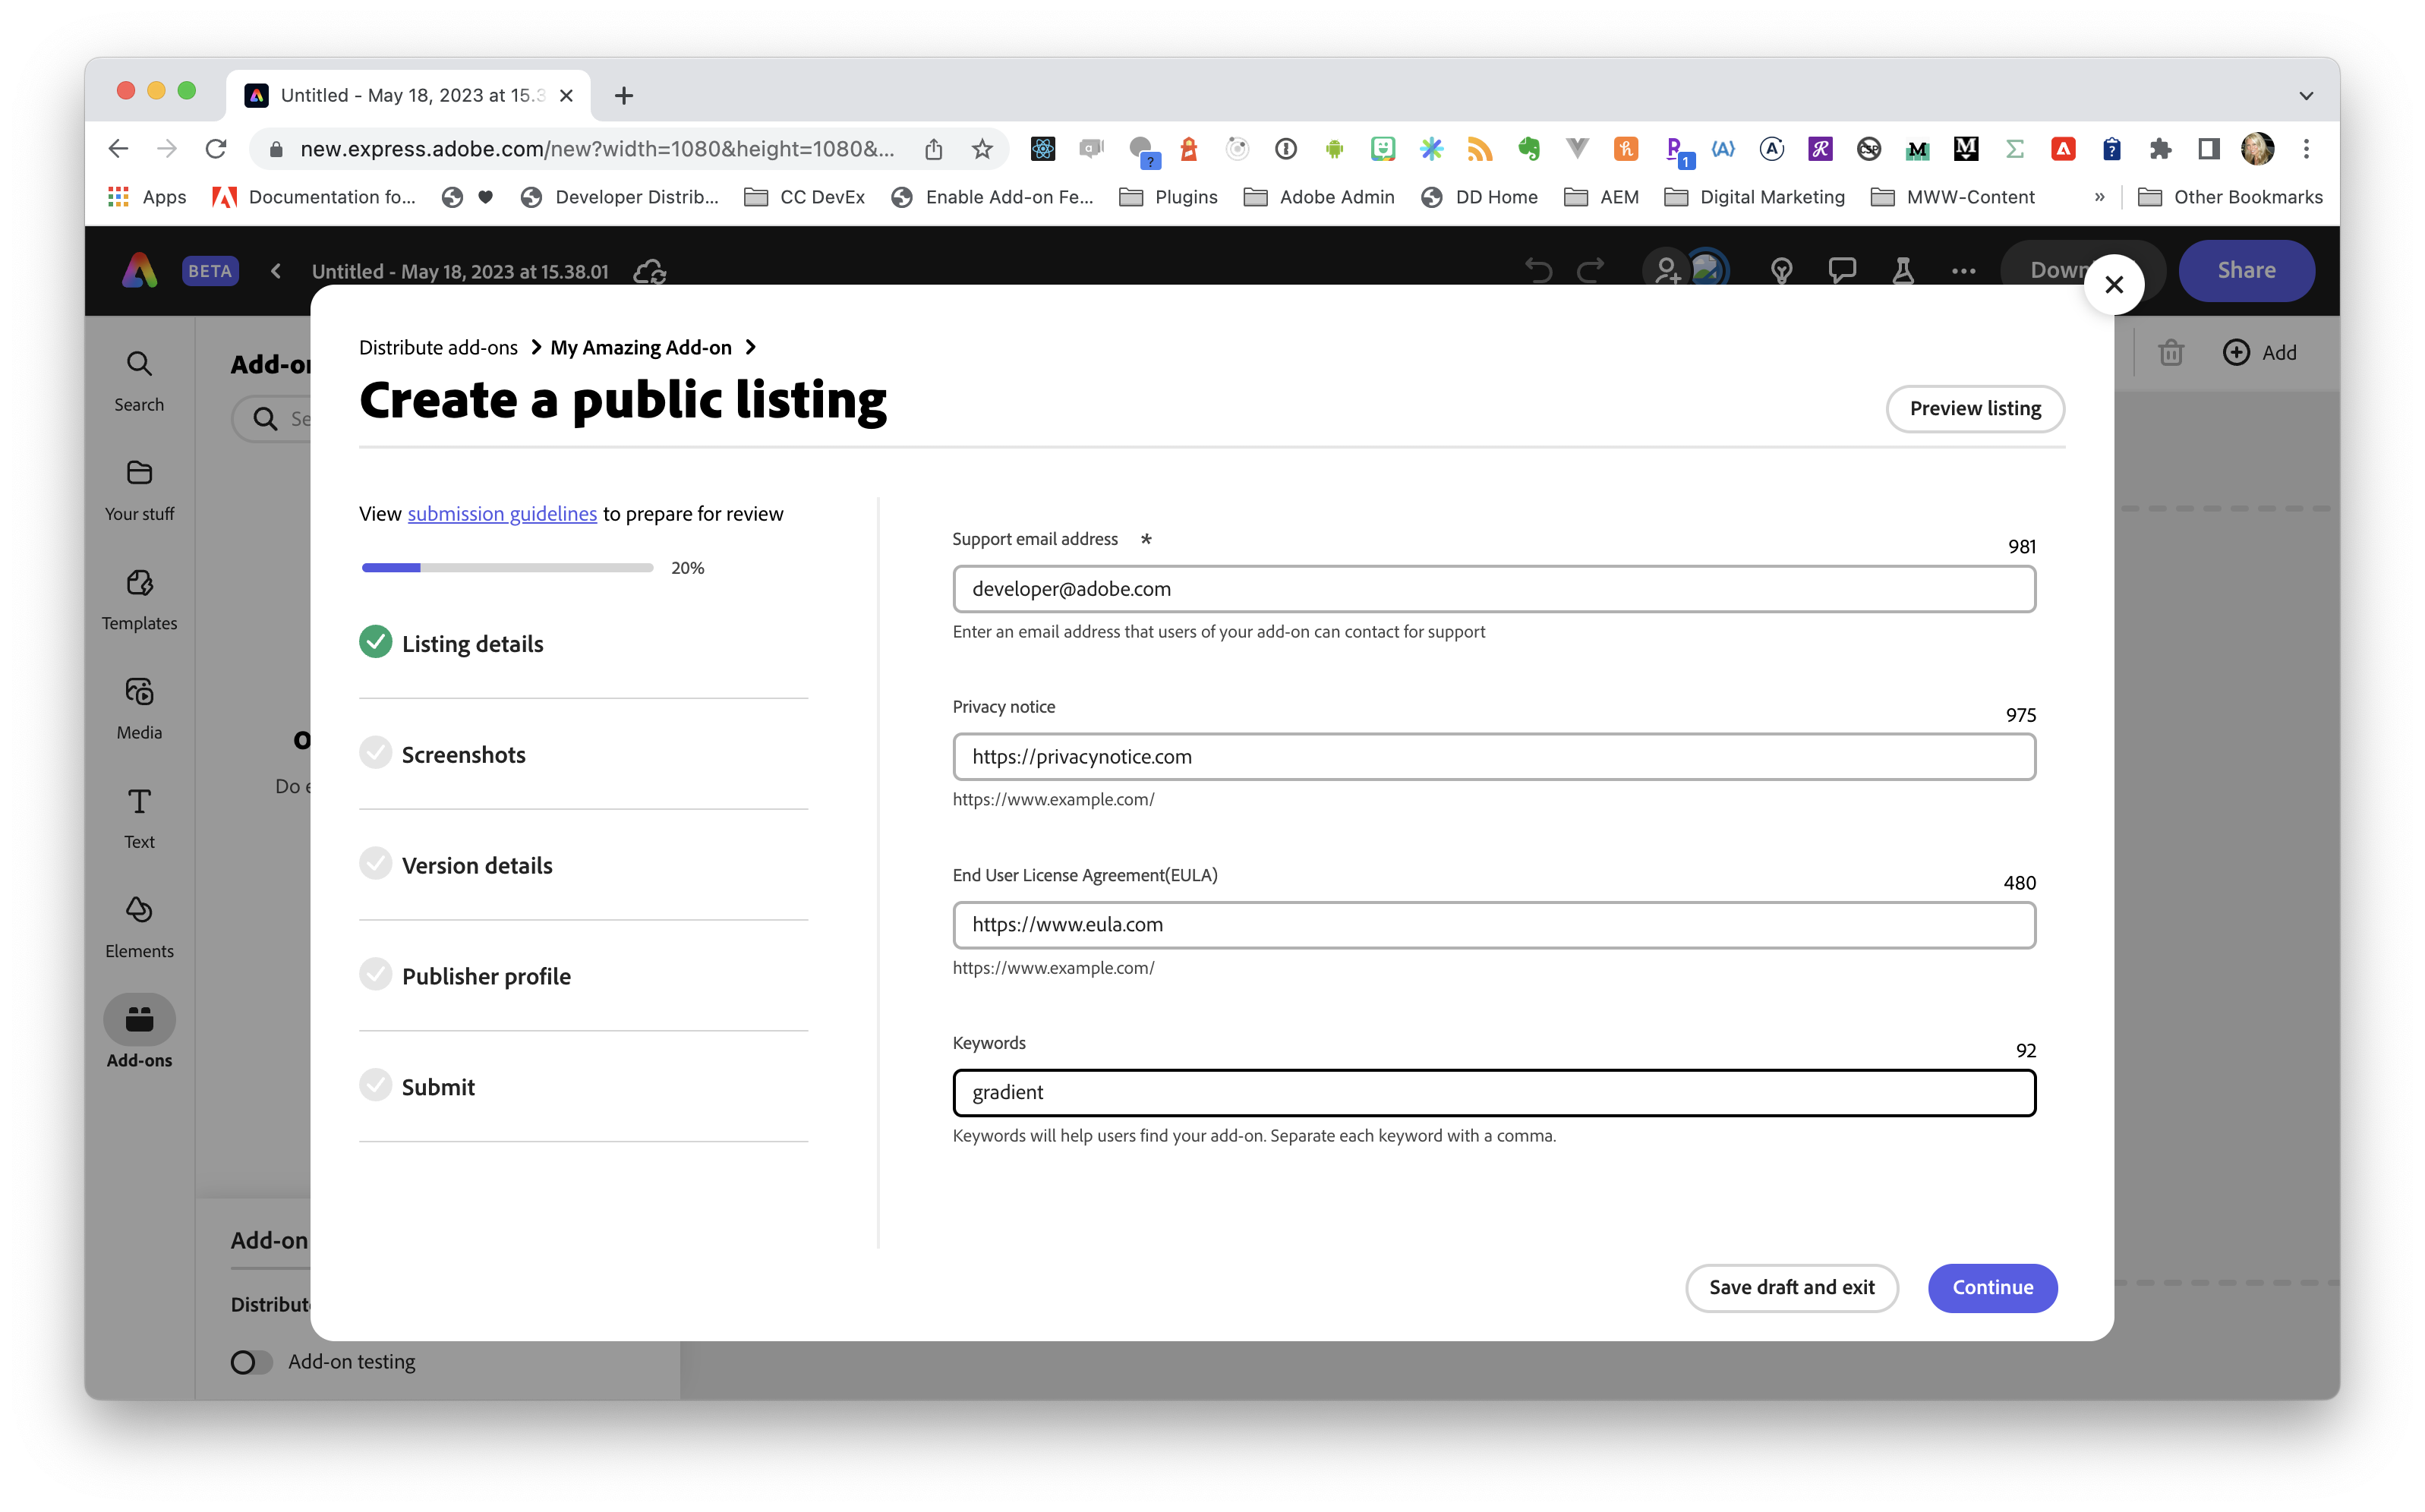 Untitled - May 18, 2023 at 15.3
new.express.adobe.com/new?width=1080&height=1080&...
Apps
Documentation fo...
Developer Distrib...
CC DevEx
Enable Add-on Fe...
Plugins
Adobe Admin
DD Home
AEM
Digital Marketing
MWW-Content
»
Other Bookmarks
BETA
Untitled - May 18, 2023 at 15.38.01
Down
Share
Search
Your stuff
Templates
Media
Text
Elements
Add-ons
Add-o
Se
Do e
Add
Distribute add-ons > My Amazing Add-on >
Create a public listing
Preview listing
View submission guidelines to prepare for review
20%
Listing details
Screenshots
Version details
Publisher profile
Submit
Support email address *
981
developer@adobe.com
Enter an email address that users of your add-on can contact for support
Privacy notice
975
https://privacynotice.com
https://www.example.com/
End User License Agreement(EULA)
480
https://www.eula.com
https://www.example.com/
Keywords
92
gradient
Keywords will help users find your add-on. Separate each keyword with a comma.
Save draft and exit
Continue
Add-on
Distribut
Add-on testing